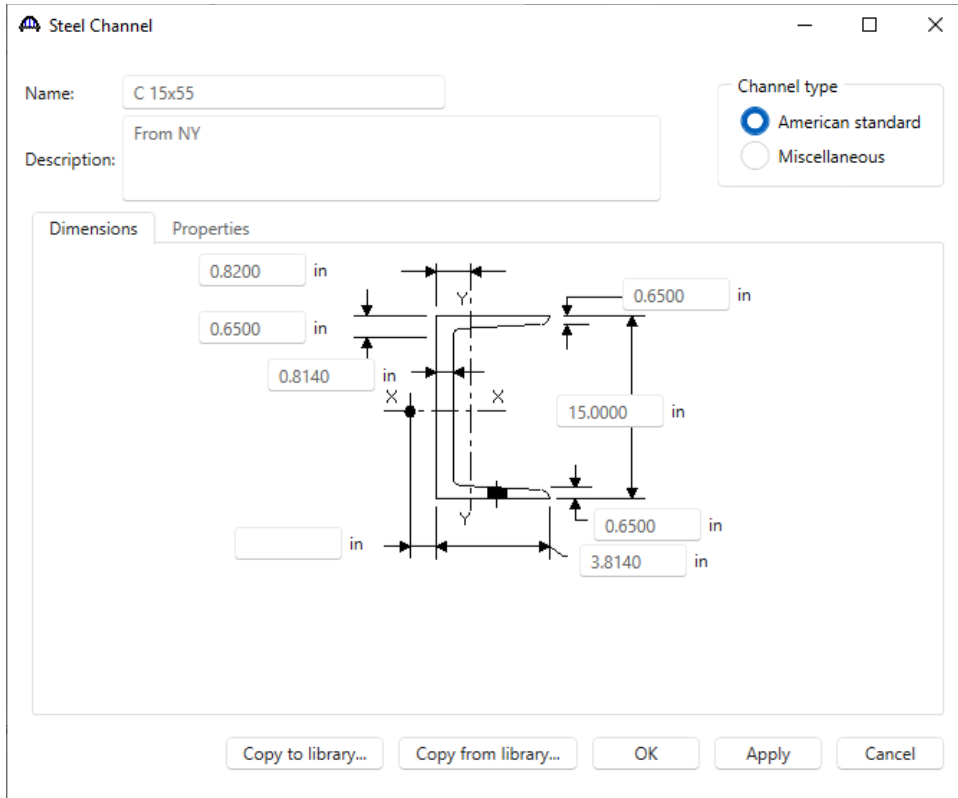 Steel Channel
Name:
C 15x55
Channel type
American standard
Miscellaneous
Description:
From NY
Dimensions
Properties
0.8200 in
Y
0.6500 in
0.6500 in
0.8140 in
X
X
15.0000 in
Y
0.6500 in
in
3.8140 in
Copy to library...
Copy from library...
OK
Apply
Cancel